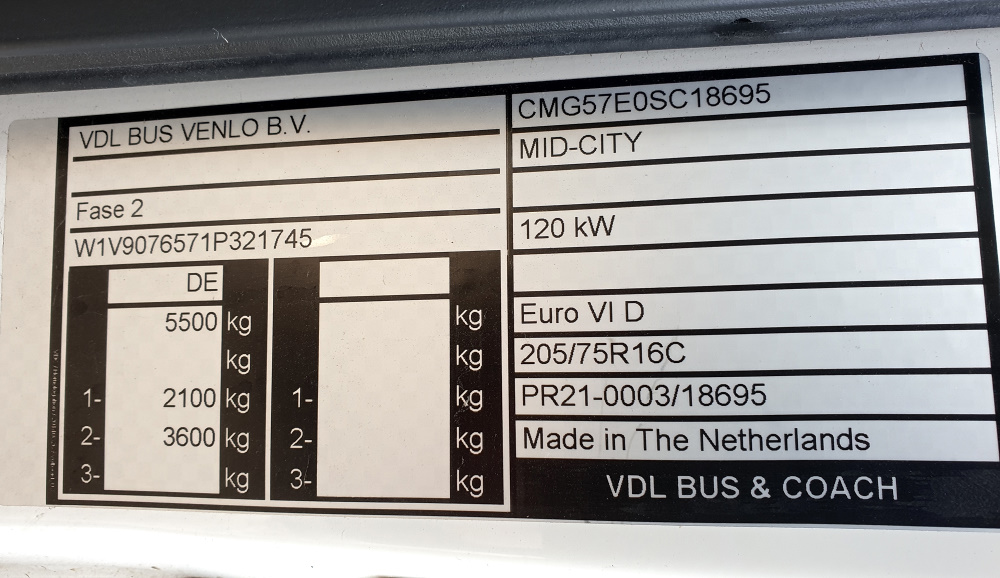 VDL BUS VENLO B.V.
Fase 2
W1V9076571P321745
DE
5500 kg kg
kg kg
1- 2100 kg 1- kg
2- 3600 kg 2- kg
3- kg 3- kg
CMG57E0SC18695
MID-CITY
120 kW
Euro VI D
205/75R16C
PR21-0003/18695
Made in The Netherlands
VDL BUS & COACH